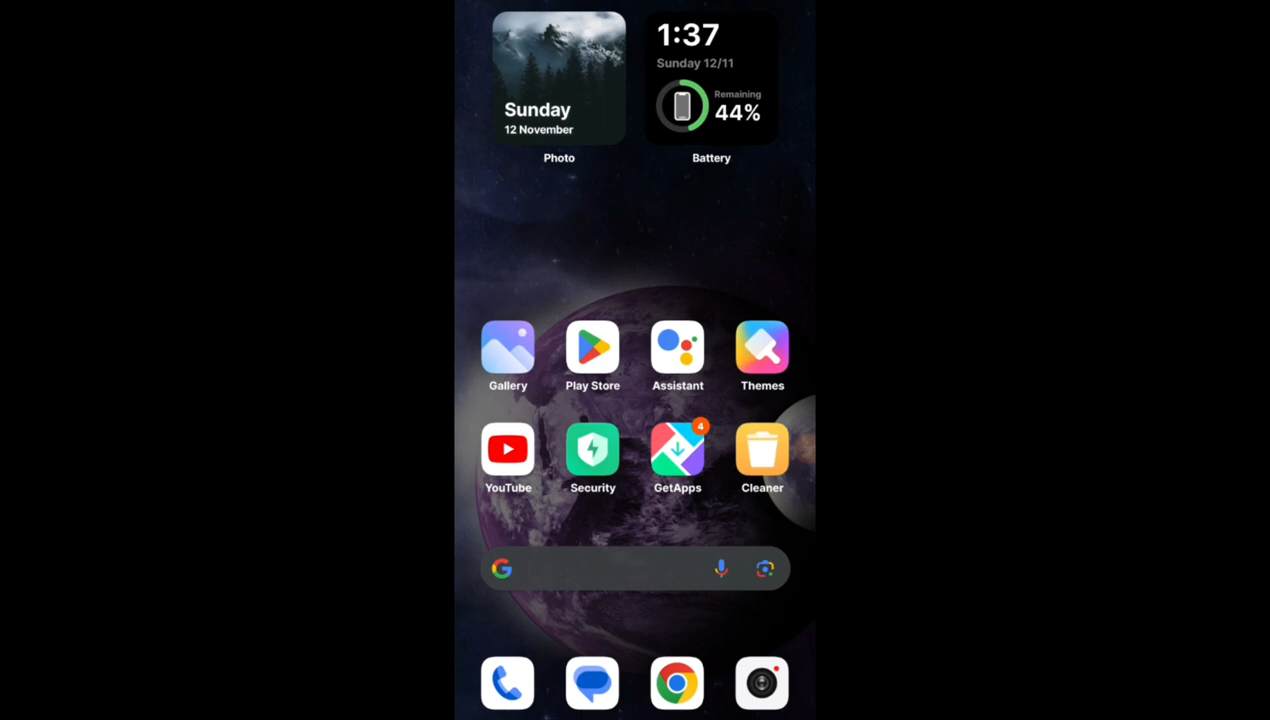 Sunday
12 November
Photo
1:37
Sunday 12/11
Remaining
44%
Battery
Gallery
Play Store
Assistant
Themes
4
YouTube
Security
GetApps
Cleaner